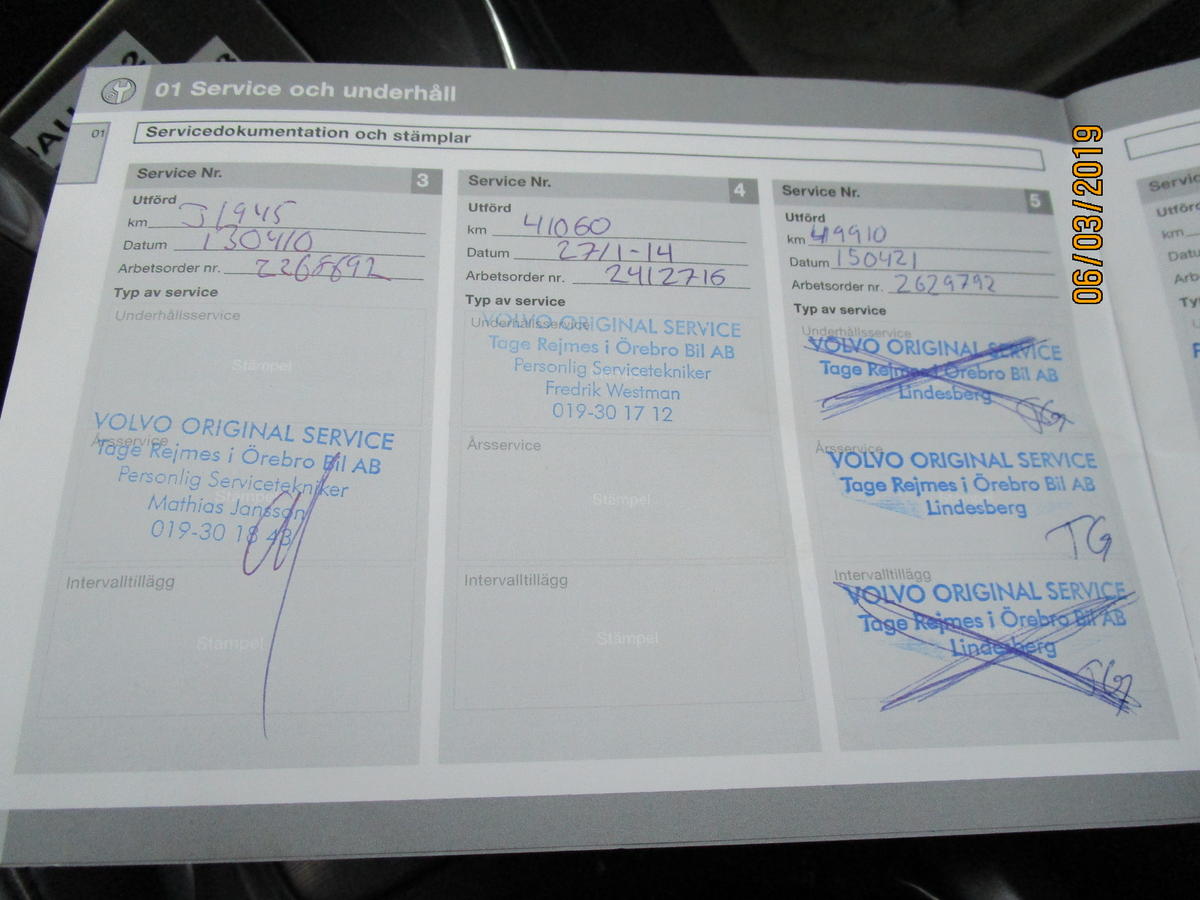 01 Service och underhåll
01
Servicedokumentation och stämplar
Service Nr. 3
Utförd
km 31945
Datum 130410
Arbetsorder nr. 2268692
Typ av service
Underhållsservice
Stämpel
VOLVO ORIGINAL SERVICE
Årsservice
Tage Rejmes i Örebro Bil AB
Personlig Servicetekniker
Stämpel
Mathias Jansson
019-30 18 43
Intervalltillägg
Stämpel
Service Nr. 4
Utförd
km 41060
Datum 27/1-14
Arbetsorder nr. 2412716
Typ av service
Underhållsservice
VOLVO ORIGINAL SERVICE
Tage Rejmes i Örebro Bil AB
Personlig Servicetekniker
Fredrik Westman
019-30 17 12
Årsservice
Stämpel
Intervalltillägg
Stämpel
Service Nr. 5
Utförd
km 49910
Datum 150421
Arbetsorder nr. 2629792
Typ av service
Underhållsservice
VOLVO ORIGINAL SERVICE
Tage Rejmes i Örebro Bil AB
Lindesberg
TG
Årsservice
VOLVO ORIGINAL SERVICE
Tage Rejmes i Örebro Bil AB
Lindesberg
TG
Intervalltillägg
VOLVO ORIGINAL SERVICE
Tage Rejmes i Örebro Bil AB
Lindesberg
TG
06/03/2019